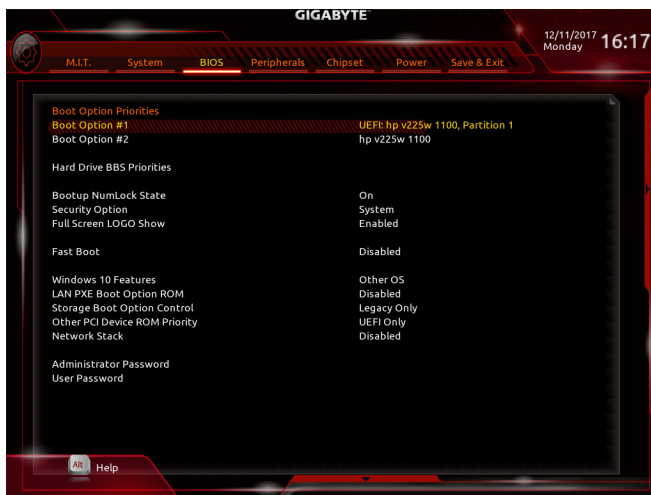 GIGABYTE™
12/11/2017 Monday 16:17
M.I.T. System BIOS Peripherals Chipset Power Save & Exit
Boot Option Priorities
Boot Option #1 UEFI: hp v225w 1100, Partition 1
Boot Option #2 hp v225w 1100
Hard Drive BBS Priorities
Bootup NumLock State On
Security Option System
Full Screen LOGO Show Enabled
Fast Boot Disabled
Windows 10 Features Other OS
LAN PXE Boot Option ROM Disabled
Storage Boot Option Control Legacy Only
Other PCI Device ROM Priority UEFI Only
Network Stack Disabled
Administrator Password
User Password
Alt Help